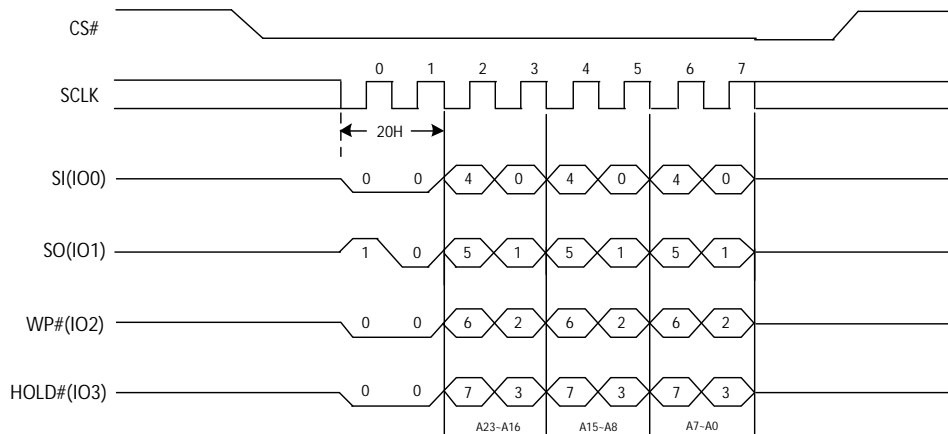 CS#
0 1 2 3 4 5 6 7
SCLK
20H
SI(IO0) 0 0 4 0 4 0 4 0
SO(IO1) 1 0 5 1 5 1 5 1
WP#(IO2) 0 0 6 2 6 2 6 2
HOLD#(IO3) 0 0 7 3 7 3 7 3
A23~A16 A15~A8 A7~A0